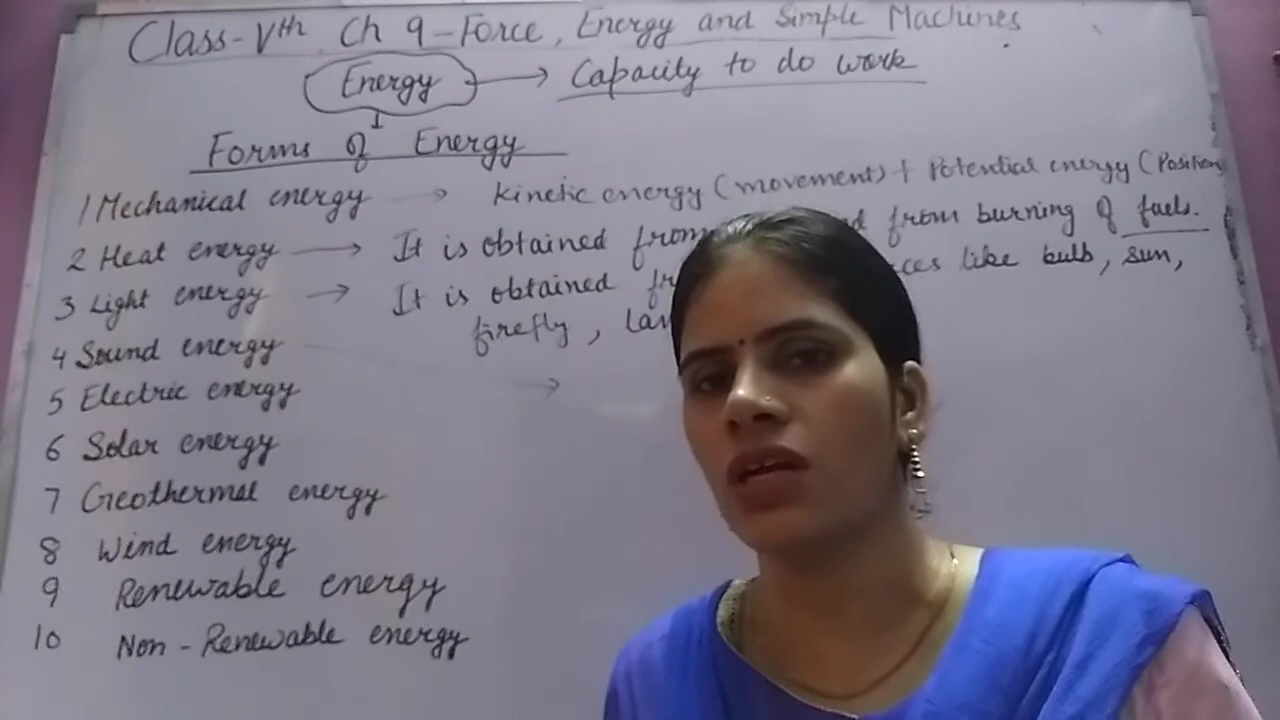 Class-Vth Ch 9-Force, Energy and Simple Machines
Energy → Capacity to do work
Forms of Energy
1 Mechanical energy → Kinetic energy (movement) + Potential energy (Position
2 Heat energy → It is obtained from from burning of fuels.
3 Light energy → It is obtained like bulb, sun,
firefly,
4 Sound energy →
5 Electric energy
6 Solar energy
7 Geothermal energy
8 Wind energy
9 Renewable energy
10 Non-Renewable energy